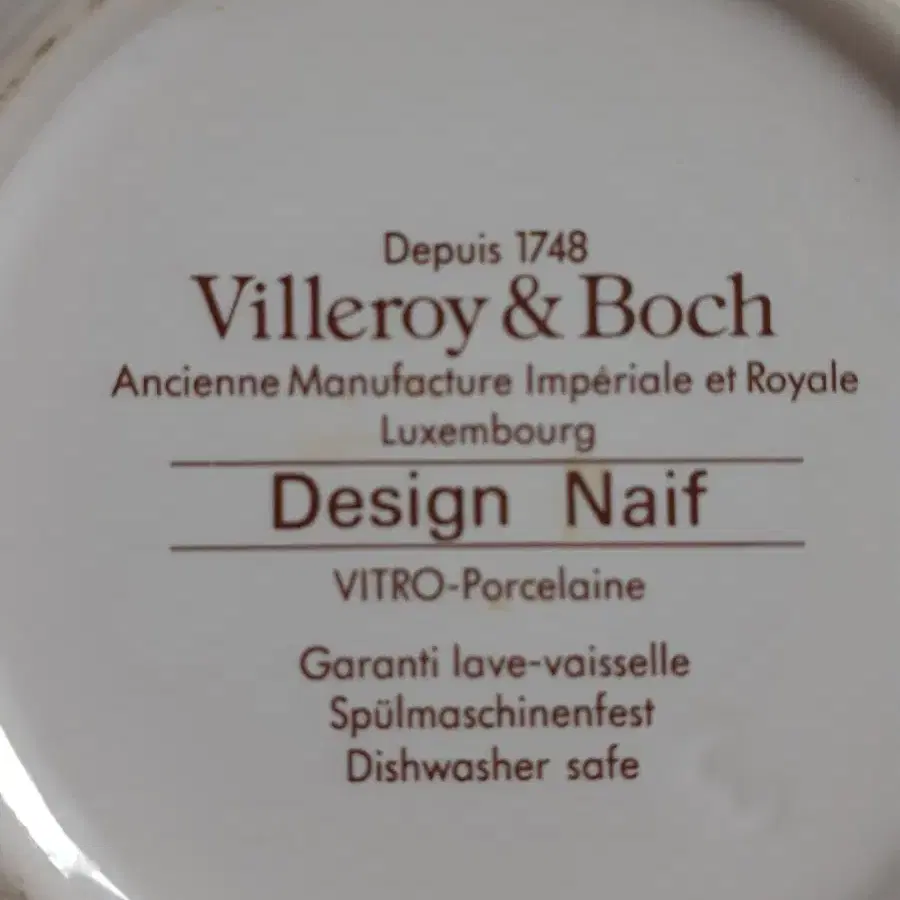 Depuis 1748
Villeroy & Boch
Ancienne Manufacture Impériale et Royale
Luxembourg
Design Naif
VITRO-Porcelaine
Garanti lave-vaisselle
Spülmaschinenfest
Dishwasher safe